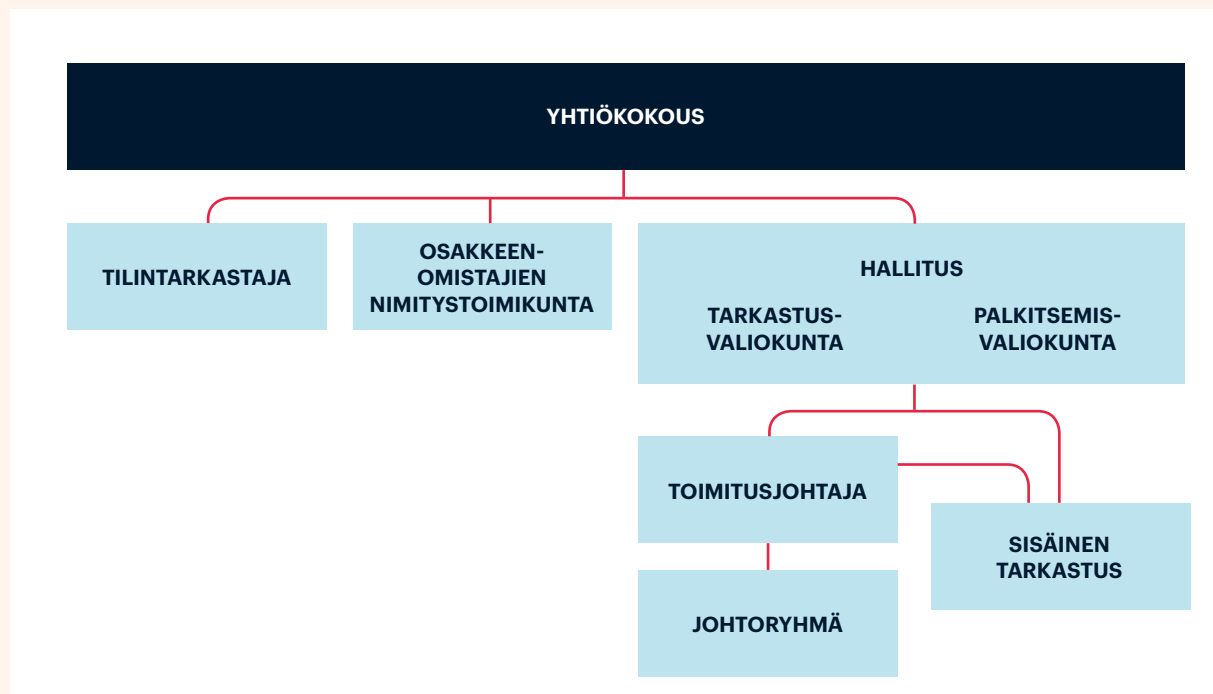 YHTIÖKOKOUS
TILINTARKASTAJA
OSAKKEEN-
OMISTAJIEN
NIMITYSTOIMIKUNTA
HALLITUS
TARKASTUS-
VALIOKUNTA
PALKITSEMIS-
VALIOKUNTA
TOIMITUSJOHTAJA
SISÄINEN
TARKASTUS
JOHTORYHMÄ